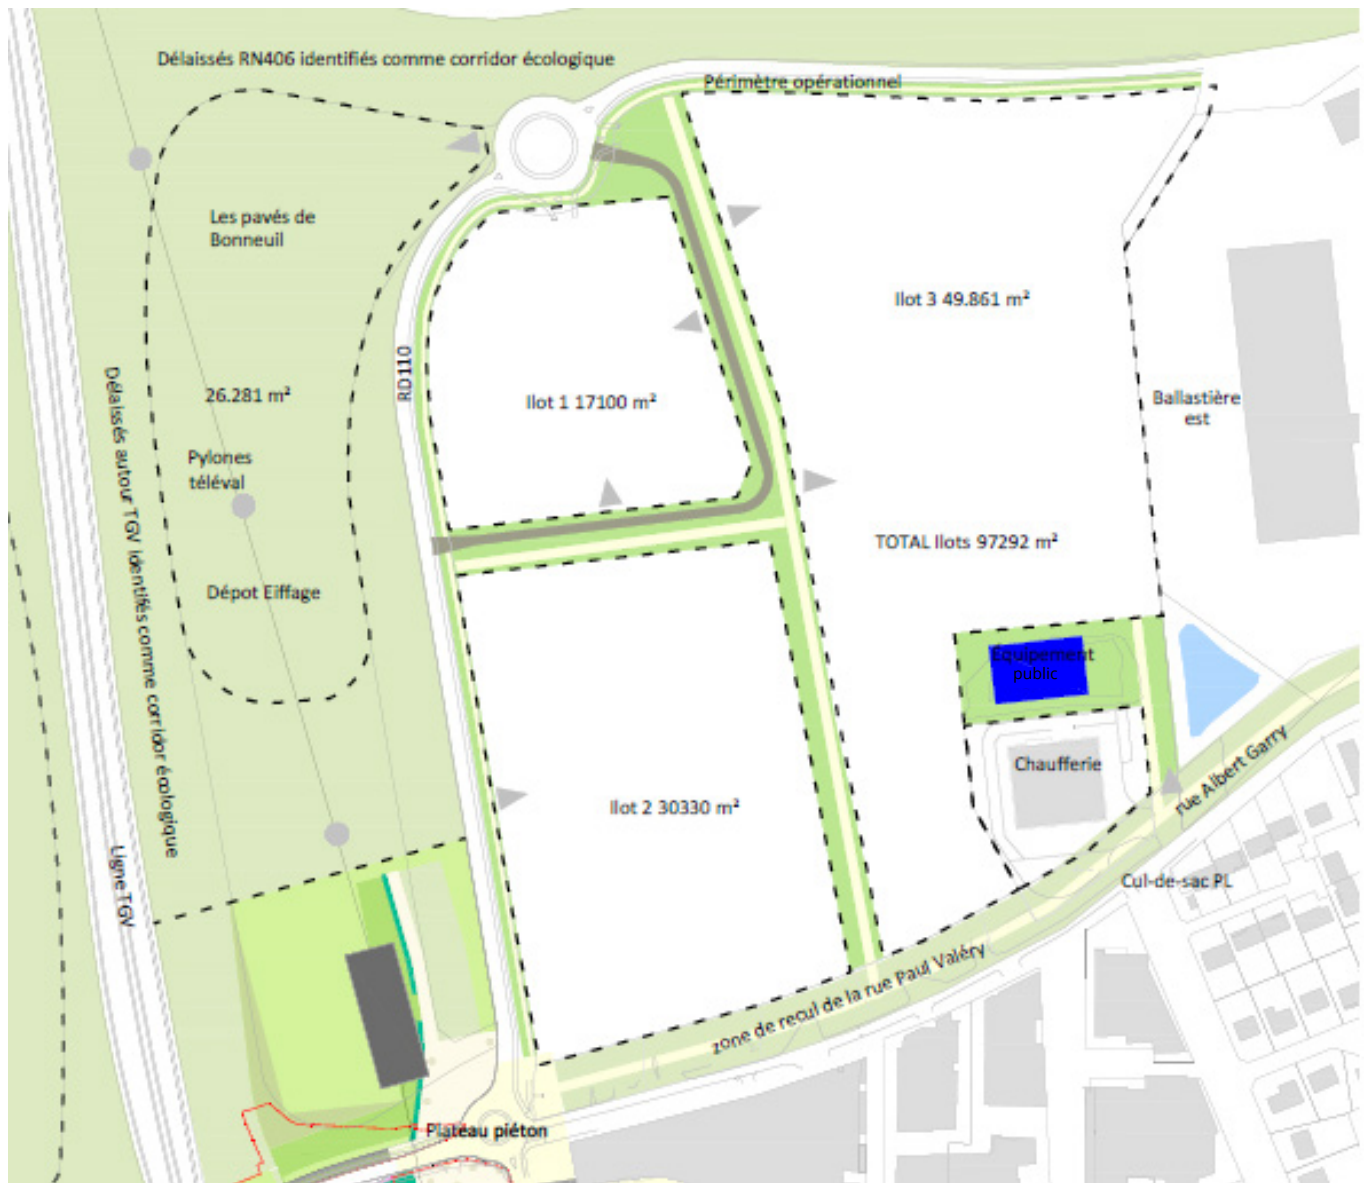 Délaissés RN406 identifiés comme corridor écologique
Périmètre opérationnel
Les pavés de
Bonneuil
Ilot 3 49.861 m²
RD110
26.281 m²
Ilot 1 17100 m²
Ballastière
est
Délaissés autour TGV identifiés comme corridor écologique
Pylones
téléval
TOTAL Ilots 97292 m²
Dépot Eiffage
Equipement
public
Chaufferie
rue Albert Garry
Ilot 2 30330 m²
Ligne TGV
Cul-de-sac PL
zone de recul de la rue Paul Valéry
Plateau piéton